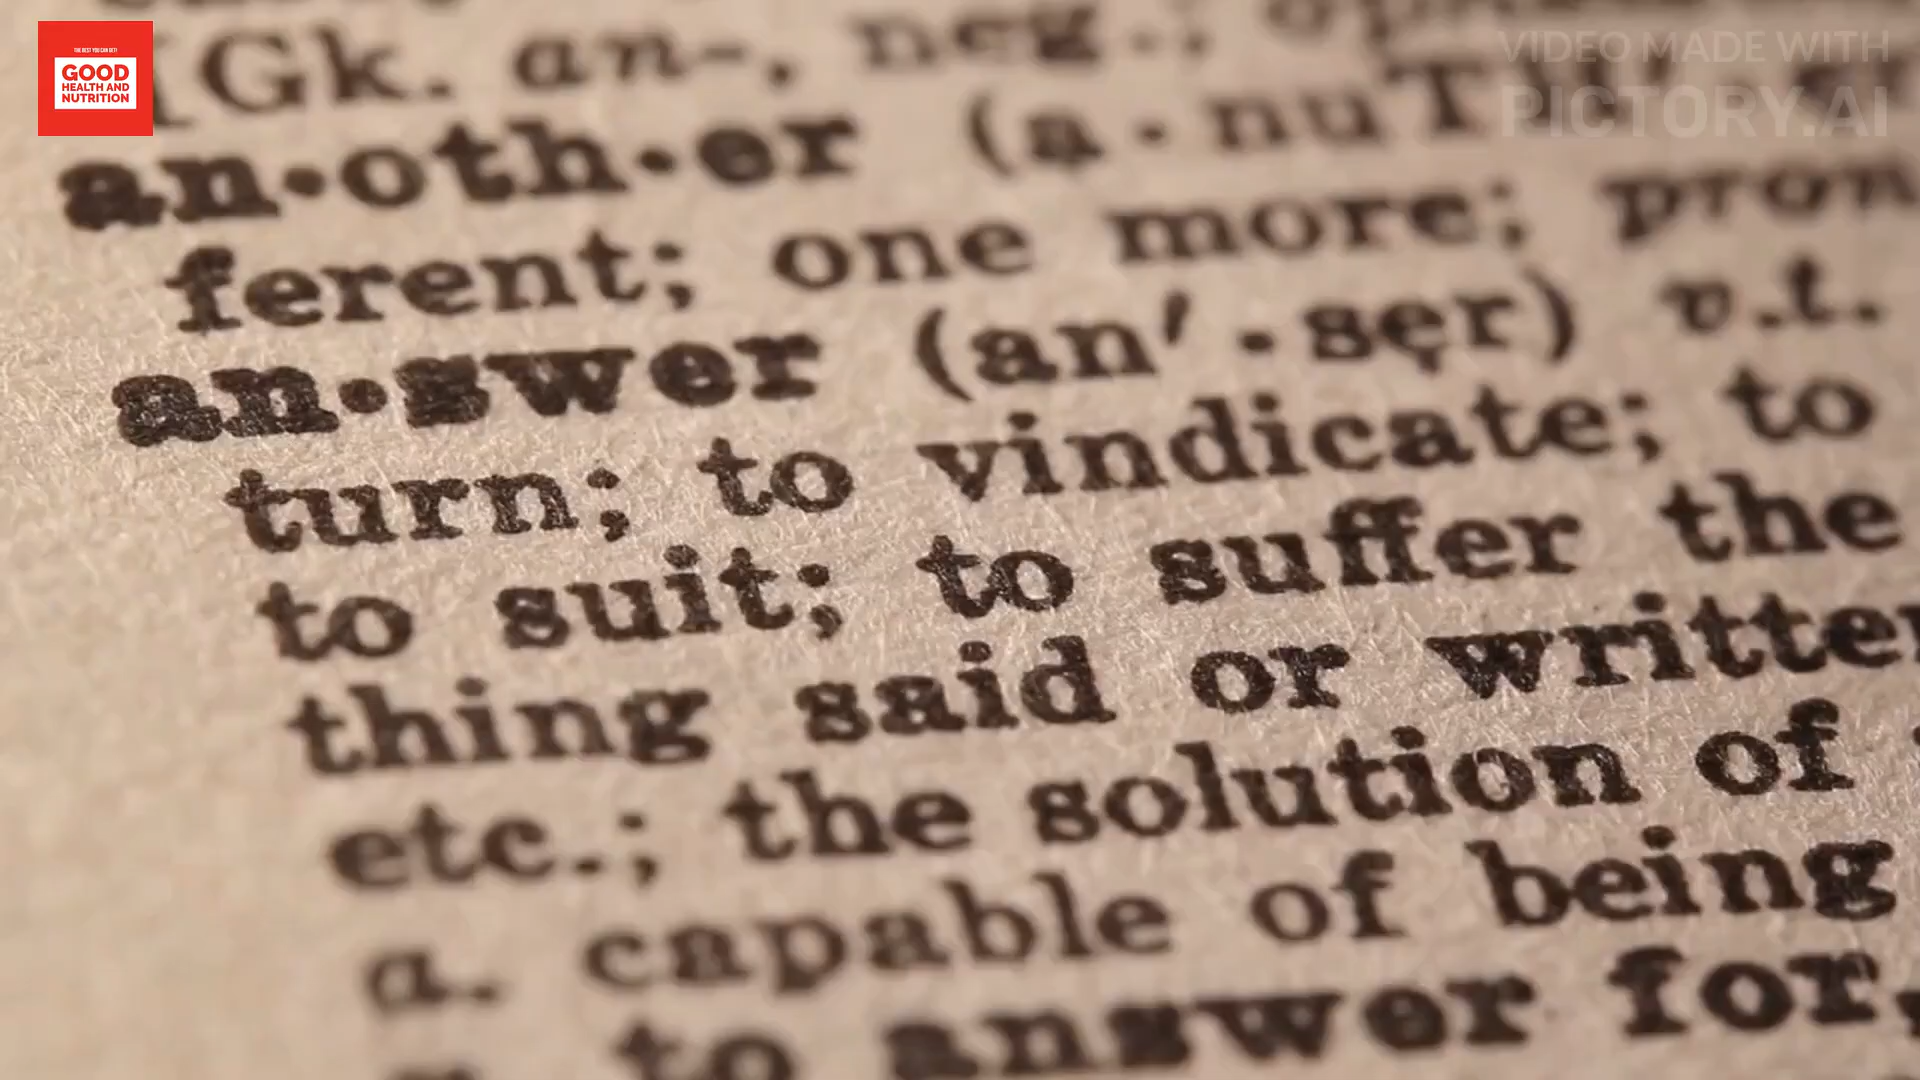 THE BEST YOU CAN GET!
GOOD
HEALTH AND
NUTRITION
VIDEO MADE WITH
PICTORY.AI
[Gk. an-, neg.;
an•oth•er (a•nuTH′
ferent; one more; pron
an•swer (an′•sẹr) v.t.
turn; to vindicate; to
to suit; to suffer the
thing said or written
etc.; the solution of
a. capable of being
to answer for,